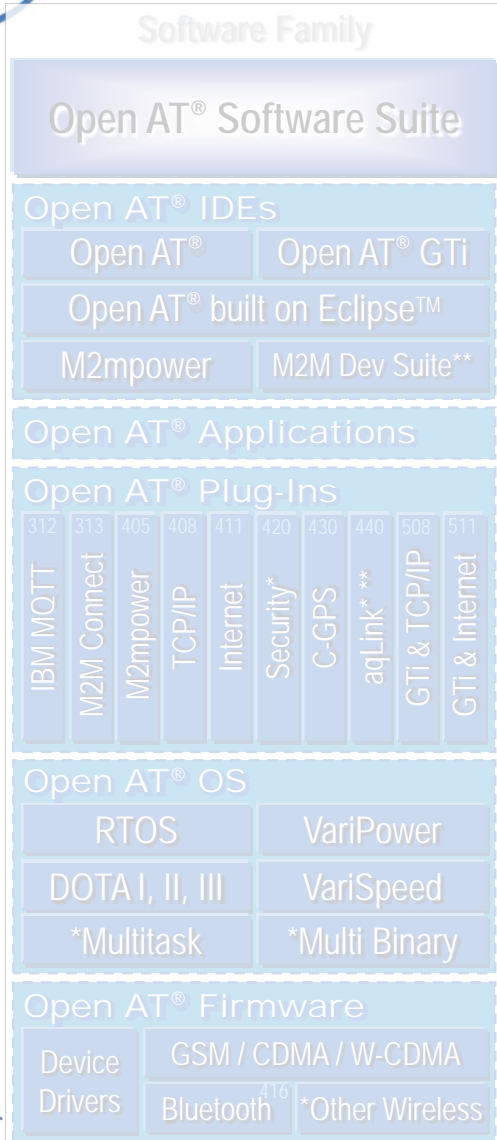 Software Family
Open AT® Software Suite
Open AT® IDEs
Open AT®
Open AT® GTi
Open AT® built on Eclipse™
M2mpower
M2M Dev Suite**
Open AT® Applications
Open AT® Plug-Ins
312
IBM MQTT
313
M2M Connect
405
M2mpower
408
TCP/IP
411
Internet
420
Security*
430
C-GPS
440
aqLink* **
508
GTi & TCP/IP
511
GTi & Internet
Open AT® OS
RTOS
VariPower
DOTA I, II, III
VariSpeed
*Multitask
*Multi Binary
Open AT® Firmware
Device
Drivers
GSM / CDMA / W-CDMA
416
Bluetooth
*Other Wireless